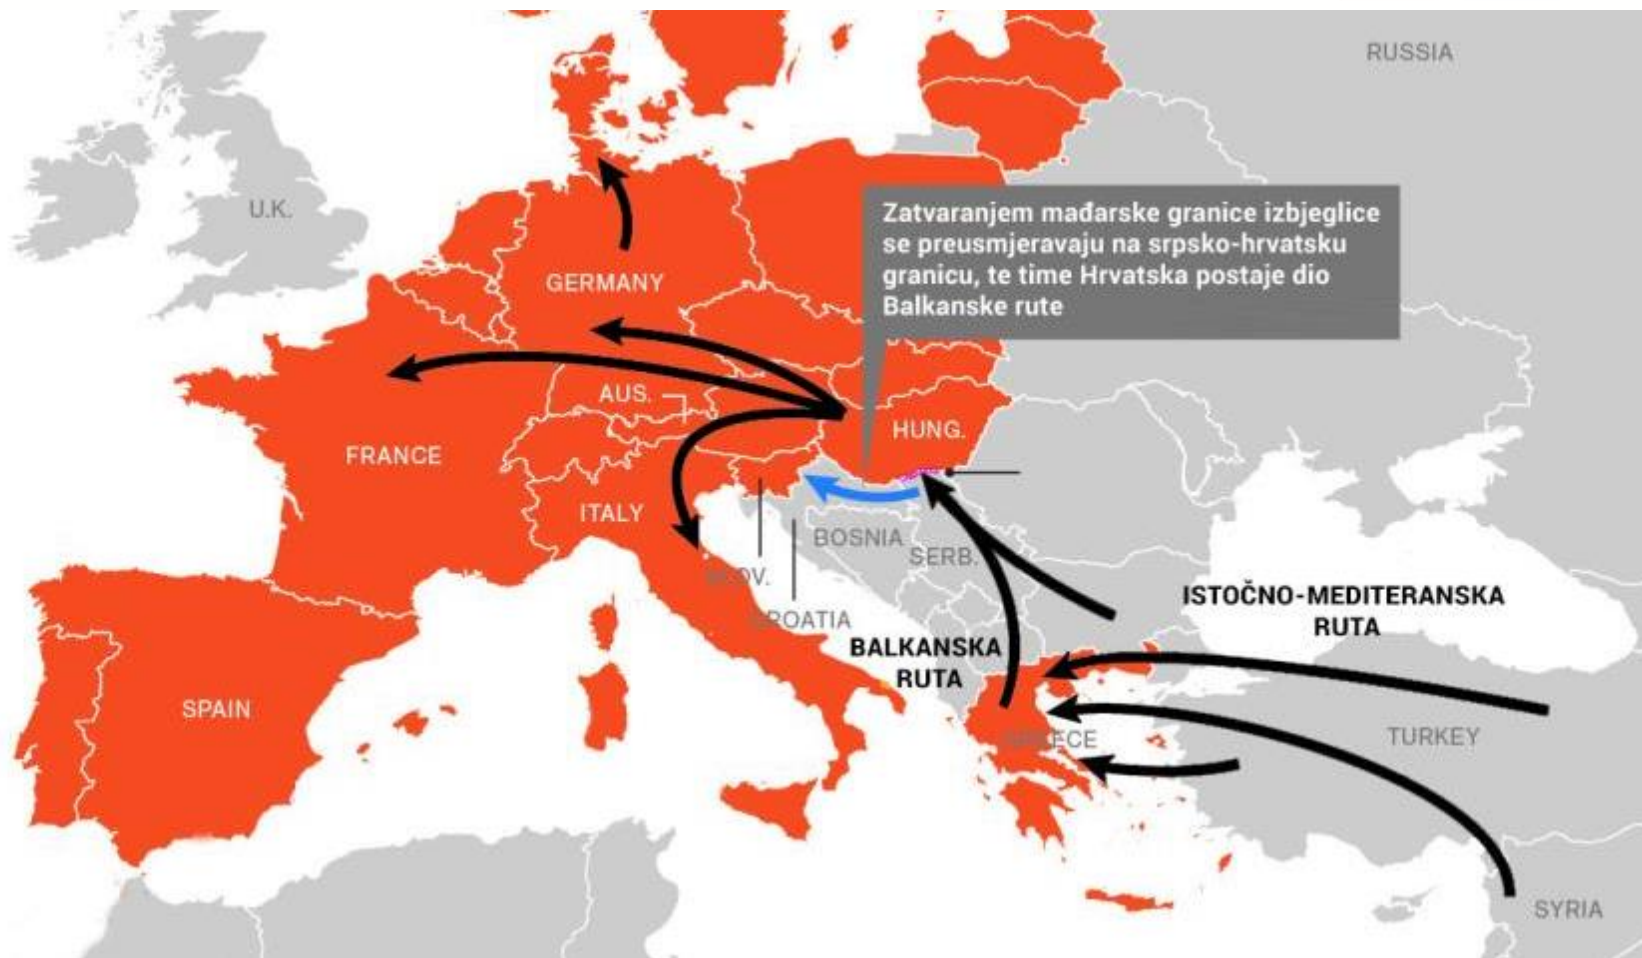 RUSSIA
U.K.
Zatvaranjem mađarske granice izbjeglice
se preusmjeravaju na srpsko-hrvatsku
granicu, te time Hrvatska postaje dio
Balkanske rute
GERMANY
AUS.
HUNG.
FRANCE
ITALY
BOSNIA
SERB.
ISTOČNO-MEDITERANSKA
RUTA
BALKANSKA
RUTA
SPAIN
TURKEY
SYRIA